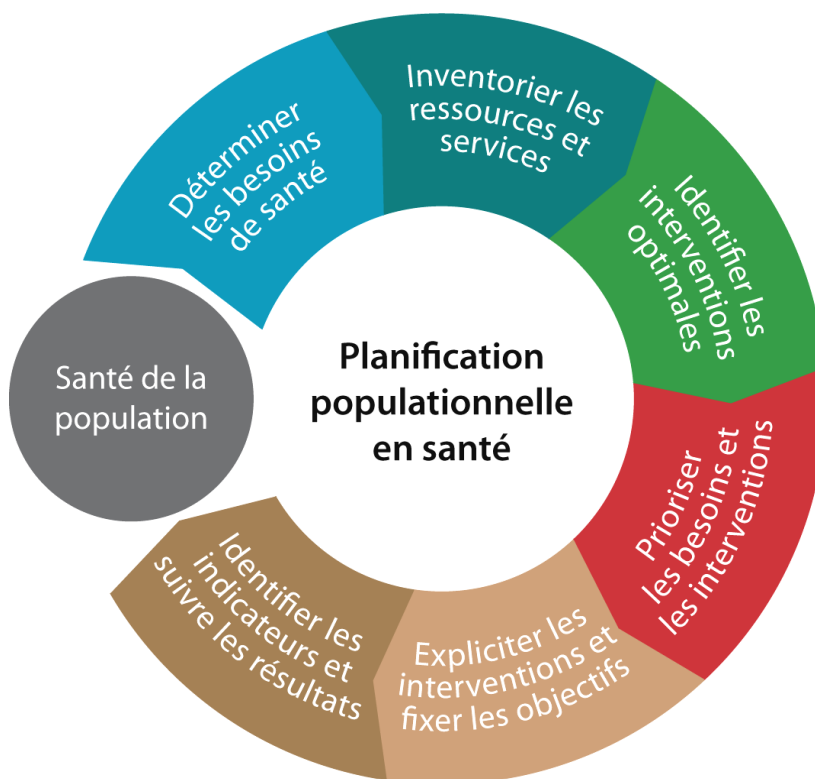 Planification
populationnelle
en santé
Santé de la
population
Déterminer
les besoins
de santé
Inventorier les
ressources et
services
Identifier les
interventions
optimales
Prioriser
les besoins et
les interventions
Expliciter les
interventions et
fixer les objectifs
Identifier les
indicateurs et
suivre les résultats